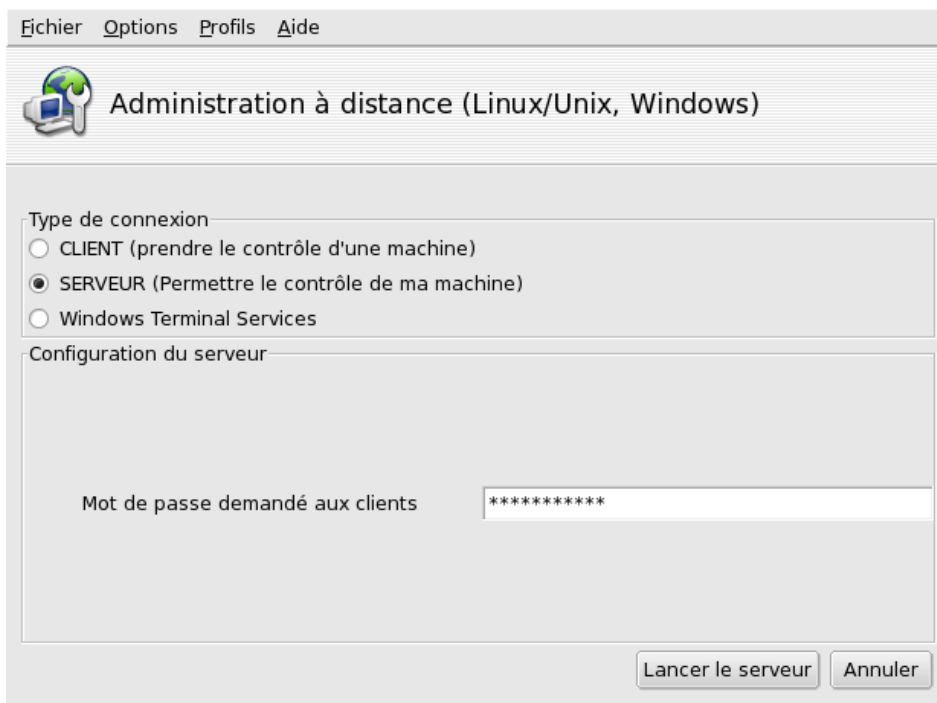 Fichier Options Profils Aide
Administration à distance (Linux/Unix, Windows)
Type de connexion
CLIENT (prendre le contrôle d'une machine)
SERVEUR (Permettre le contrôle de ma machine)
Windows Terminal Services
Configuration du serveur
Mot de passe demandé aux clients ***********
Lancer le serveur Annuler